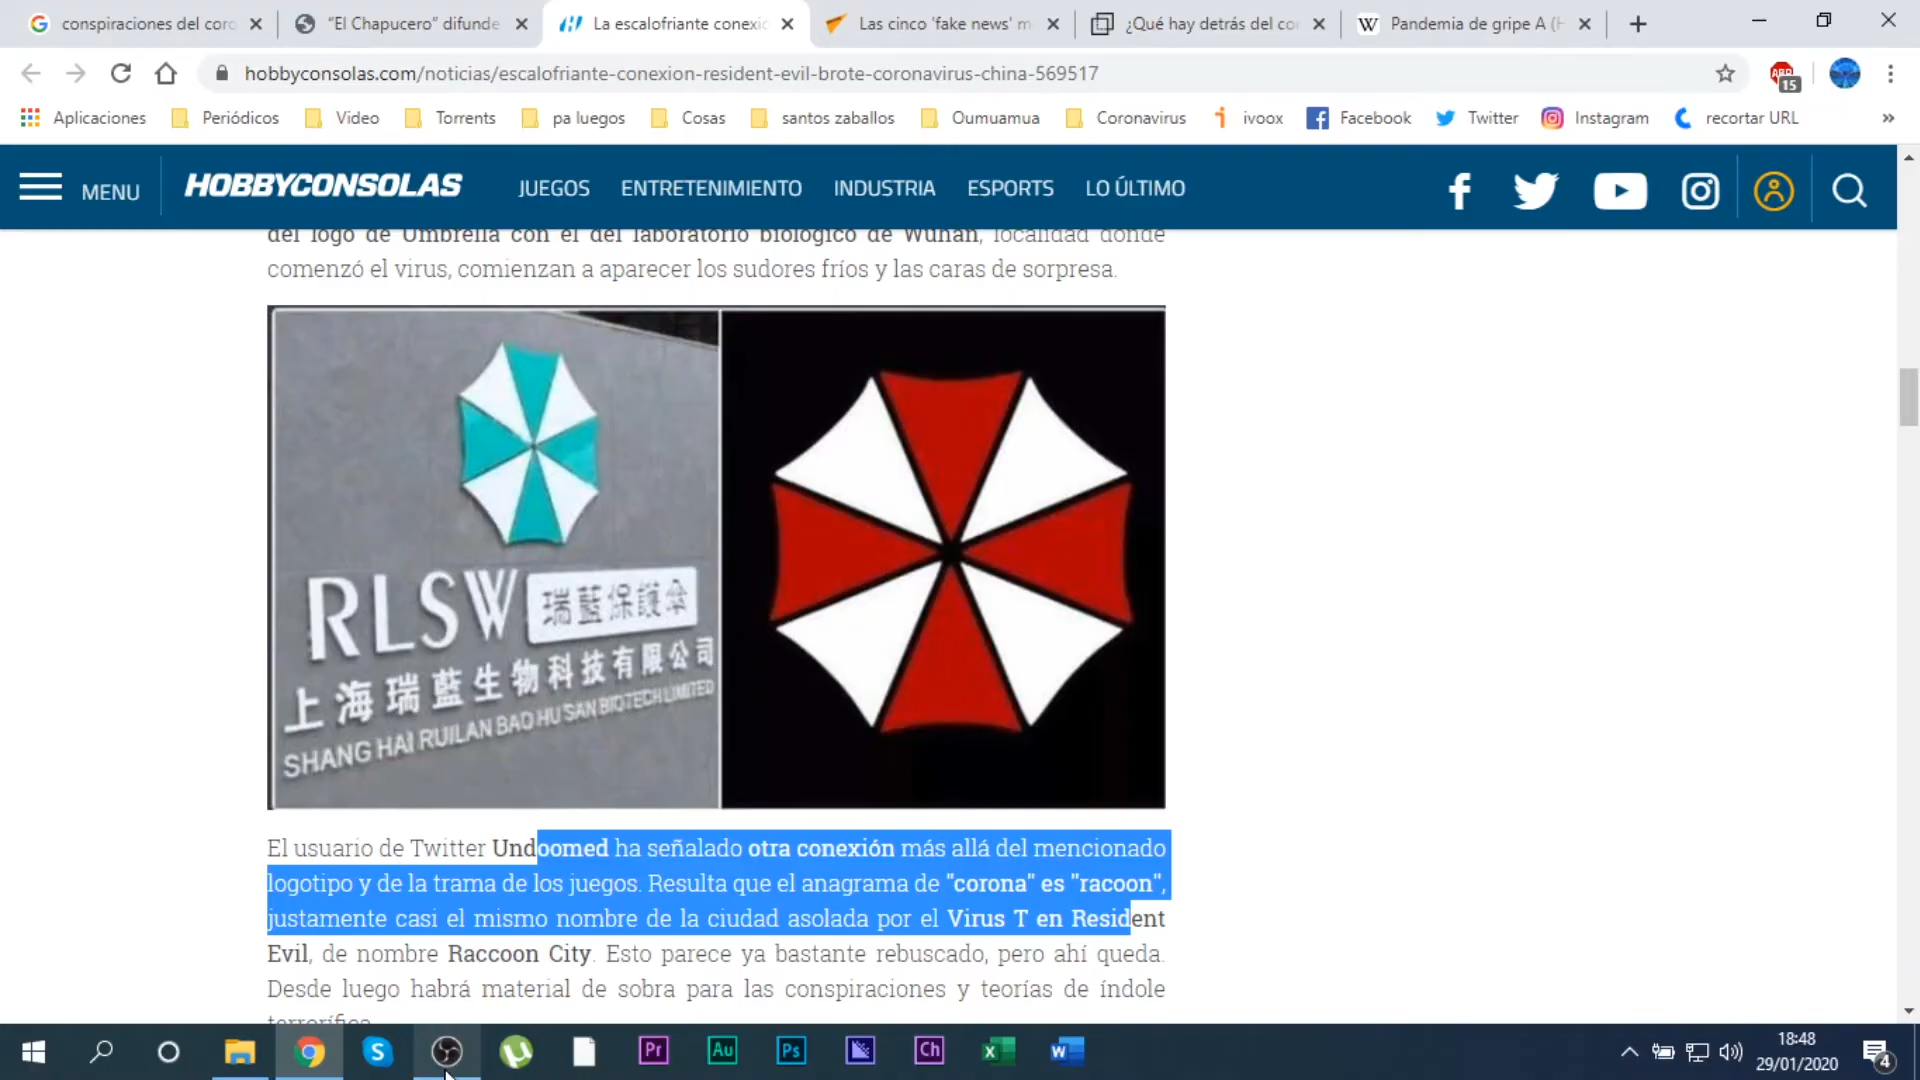 conspiraciones del coro
"El Chapucero" difunde
La escalofriante conexic
Las cinco 'fake news' m
¿Qué hay detrás del co
Pandemia de gripe A (H
hobbyconsolas.com/noticias/escalofriante-conexion-resident-evil-brote-coronavirus-china-569517
ABP
15
Aplicaciones
Periódicos
Video
Torrents
pa luegos
Cosas
santos zaballos
Oumuamua
Coronavirus
ivoox
Facebook
Twitter
Instagram
recortar URL
»
MENU
HOBBYCONSOLAS
JUEGOS
ENTRETENIMIENTO
INDUSTRIA
ESPORTS
LO ÚLTIMO
del logo de Umbrella con el del laboratorio biológico de Wuhan, localidad donde
comenzó el virus, comienzan a aparecer los sudores fríos y las caras de sorpresa.
RLSW 瑞藍保護傘
上海瑞藍生物科技有限公司
SHANG HAI RUILAN BAO HU SAN BIOTECH LIMITED
El usuario de Twitter Undoomed ha señalado otra conexión más allá del mencionado
logotipo y de la trama de los juegos. Resulta que el anagrama de "corona" es "racoon",
justamente casi el mismo nombre de la ciudad asolada por el Virus T en Resident
Evil, de nombre Raccoon City. Esto parece ya bastante rebuscado, pero ahí queda.
Desde luego habrá material de sobra para las conspiraciones y teorías de índole
terrorífica.
Pr
Au
Ps
Ch
18:48
29/01/2020
4